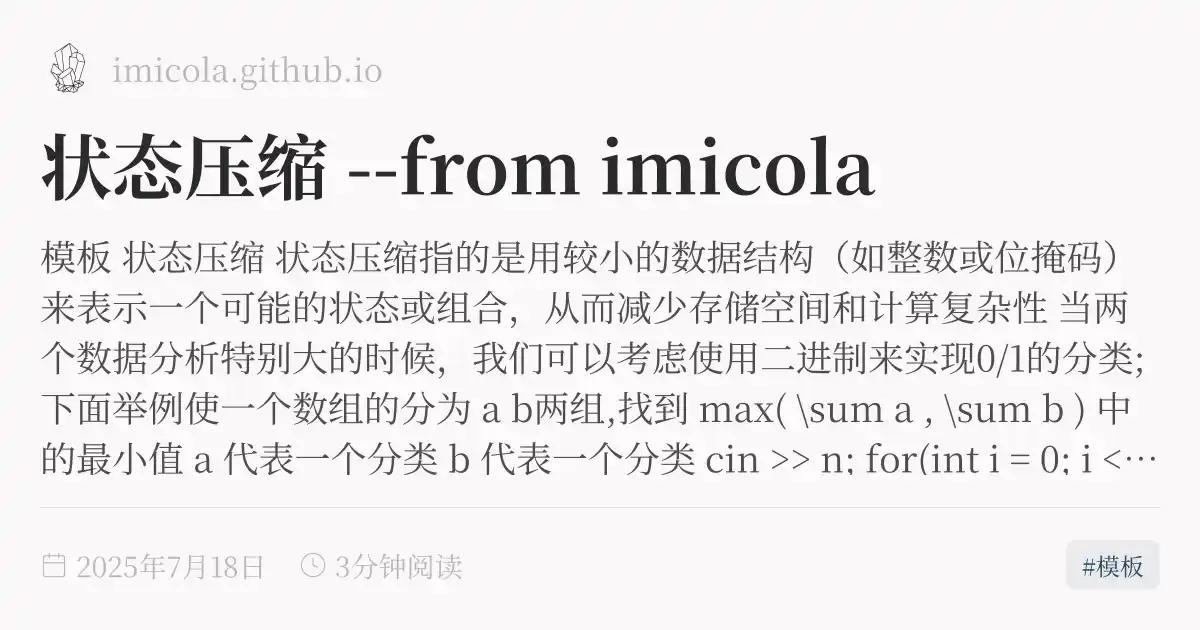 imicola.github.io
状态压缩 --from imicola
模板 状态压缩 状态压缩指的是用较小的数据结构（如整数或位掩码）
来表示一个可能的状态或组合，从而减少存储空间和计算复杂性 当两
个数据分析特别大的时候，我们可以考虑使用二进制来实现0/1的分类;
下面举例使一个数组的分为 a b两组,找到 max( \sum a , \sum b ) 中
的最小值 a 代表一个分类 b 代表一个分类 cin >> n; for(int i = 0; i <…
2025年7月18日 3分钟阅读
#模板